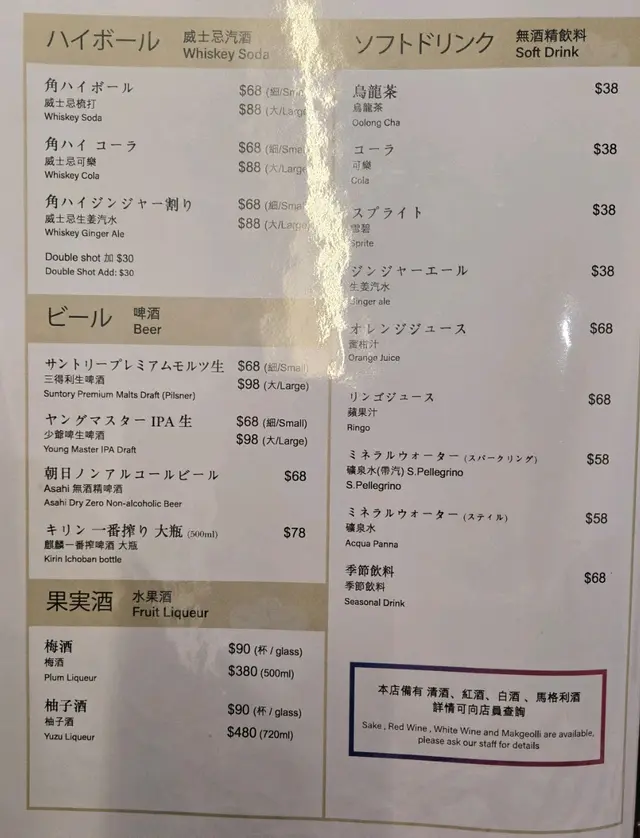 ハイボール 威士忌汽酒
Whiskey Soda
角ハイボール $68 (細/Small
威士忌梳打 $88 (大/Large
Whiskey Soda
角ハイ コーラ $68 (細/Small
威士忌可樂 $88 (大/Large
Whiskey Cola
角ハイジンジャー割り $68 (細/Small
威士忌生姜汽水 $88 (大/Large
Whiskey Ginger Ale
Double shot 加 $30
Double Shot Add: $30
ビール 啤酒
Beer
サントリープレミアムモルツ生 $68 (細/Small)
三得利生啤酒 $98 (大/Large)
Suntory Premium Malts Draft (Pilsner)
ヤングマスター IPA 生 $68 (細/Small)
少爺啤生啤酒 $98 (大/Large)
Young Master IPA Draft
朝日ノンアルコールビール $68
Asahi 無酒精啤酒
Asahi Dry Zero Non-alcoholic Beer
キリン 一番搾り 大瓶 (500ml) $78
麒麟一番搾啤酒 大瓶
Kirin Ichoban bottle
果実酒 水果酒
Fruit Liqueur
梅酒 $90 (杯 / glass)
梅酒 $380 (500ml)
Plum Liqueur
柚子酒 $90 (杯 / glass)
柚子酒 $480 (720ml)
Yuzu Liqueur
ソフトドリンク 無酒精飲料
Soft Drink
烏龍茶 $38
烏龍茶
Oolong Cha
コーラ $38
可樂
Cola
スプライト $38
雪碧
Sprite
ジンジャーエール $38
生姜汽水
Ginger ale
オレンジジュース $68
蜜柑汁
Orange Juice
リンゴジュース $68
蘋果汁
Ringo
ミネラルウォーター (スパークリング) $58
礦泉水(帶汽) S.Pellegrino
S.Pellegrino
ミネラルウォーター (スティル) $58
礦泉水
Acqua Panna
季節飲料 $68
季節飲料
Seasonal Drink
本店備有 清酒、紅酒、白酒、馬格利酒
詳情可向店員查詢
Sake , Red Wine , White Wine and Makgeolli are available,
please ask our staff for details